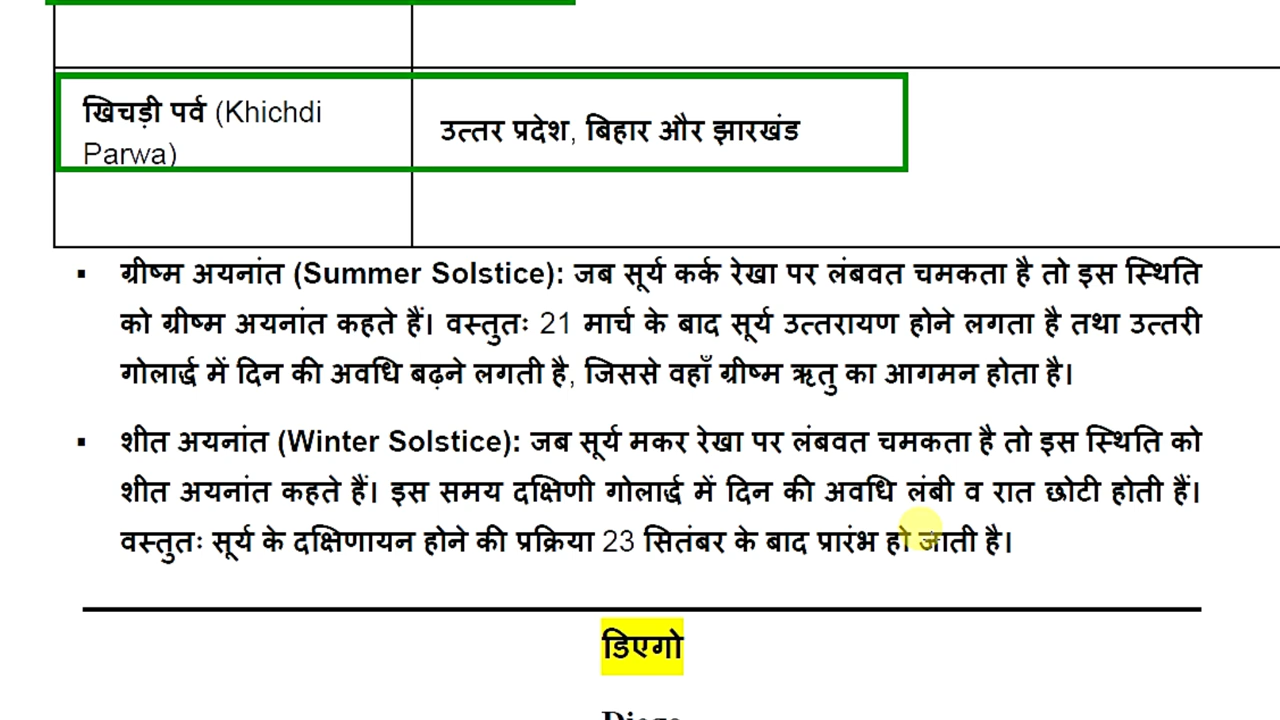 खिचड़ी पर्व (Khichdi
Parwa)
उत्तर प्रदेश, बिहार और झारखंड
▪ ग्रीष्म अयनांत (Summer Solstice): जब सूर्य कर्क रेखा पर लंबवत चमकता है तो इस स्थिति
को ग्रीष्म अयनांत कहते हैं। वस्तुतः 21 मार्च के बाद सूर्य उत्तरायण होने लगता है तथा उत्तरी
गोलार्द्ध में दिन की अवधि बढ़ने लगती है, जिससे वहाँ ग्रीष्म ऋतु का आगमन होता है।
▪ शीत अयनांत (Winter Solstice): जब सूर्य मकर रेखा पर लंबवत चमकता है तो इस स्थिति को
शीत अयनांत कहते हैं। इस समय दक्षिणी गोलार्द्ध में दिन की अवधि लंबी व रात छोटी होती हैं।
वस्तुतः सूर्य के दक्षिणायन होने की प्रक्रिया 23 सितंबर के बाद प्रारंभ हो जाती है।
डिएगो